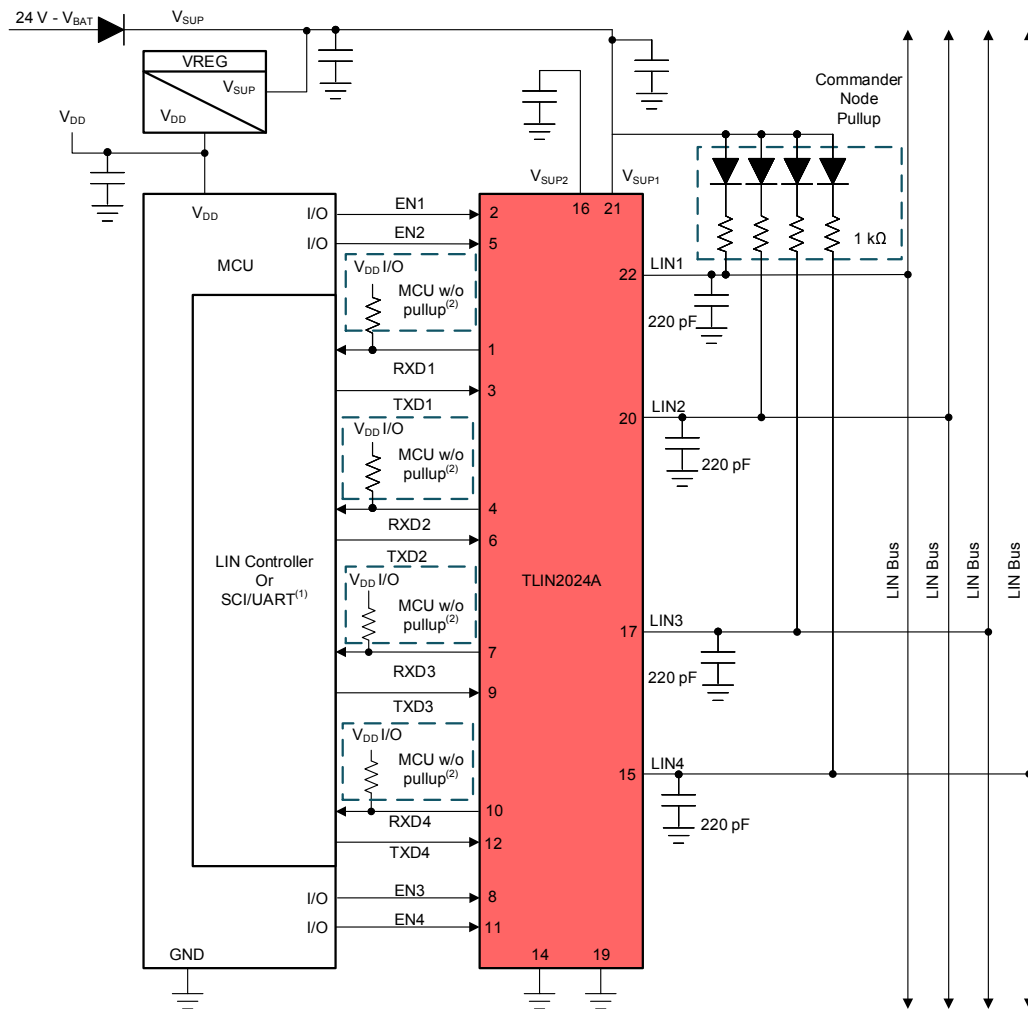 24 V - VBAT
VSUP
VREG
VSUP
VDD
VDD
Commander
Node
Pullup
VSUP2
VSUP1
16
21
VDD
I/O
EN1
2
I/O
EN2
5
MCU
1 kΩ
22
LIN1
VDD I/O
MCU w/o
pullup(2)
220 pF
1
RXD1
3
TXD1
20
LIN2
VDD I/O
MCU w/o
pullup(2)
220 pF
4
RXD2
6
TXD2
LIN Controller
Or
SCI/UART(1)
TLIN2024A
LIN Bus
LIN Bus
LIN Bus
LIN Bus
VDD I/O
MCU w/o
pullup(2)
17
LIN3
7
RXD3
220 pF
9
TXD3
VDD I/O
MCU w/o
pullup(2)
15
LIN4
10
RXD4
220 pF
12
TXD4
I/O
EN3
8
I/O
EN4
11
GND
14
19